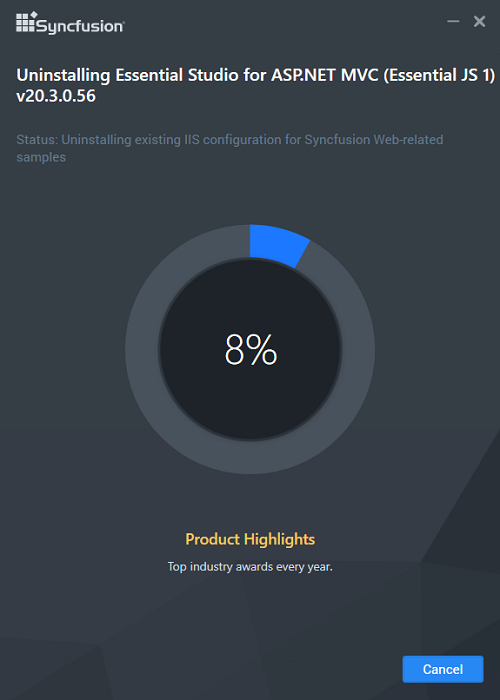 Syncfusion
Uninstalling Essential Studio for ASP.NET MVC (Essential JS 1)
v20.3.0.56
Status: Uninstalling existing IIS configuration for Syncfusion Web-related
samples
8%
Product Highlights
Top industry awards every year.
Cancel